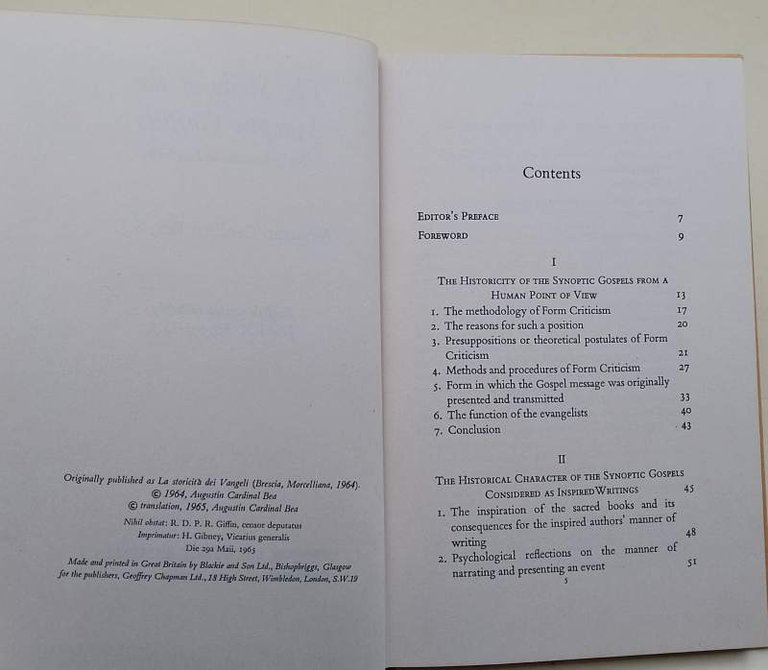 Originally published as La storicità dei Vangeli (Brescia, Morcelliana, 1964).
© 1964, Augustin Cardinal Bea
© translation, 1965, Augustin Cardinal Bea
Nihil obstat: R. D. P. R. Giffin, censor deputatus
Imprimatur: H. Gibney, Vicarius generalis
Die 29a Maii, 1965
Made and printed in Great Britain by Blackie and Son Ltd., Bishopbriggs, Glasgow
for the publishers, Geoffrey Chapman Ltd., 18 High Street, Wimbledon, London, S.W.19
Contents
Editor's Preface 7
Foreword 9
I
The Historicity of the Synoptic Gospels from a
Human Point of View 13
1. The methodology of Form Criticism 17
2. The reasons for such a position 20
3. Presuppositions or theoretical postulates of Form
Criticism 21
4. Methods and procedures of Form Criticism 27
5. Form in which the Gospel message was originally
presented and transmitted 33
6. The function of the evangelists 40
7. Conclusion 43
II
The Historical Character of the Synoptic Gospels
Considered as Inspired Writings 45
1. The inspiration of the sacred books and its
consequences for the inspired authors' manner of
writing 48
2. Psychological reflections on the manner of
narrating and presenting an event 51
5